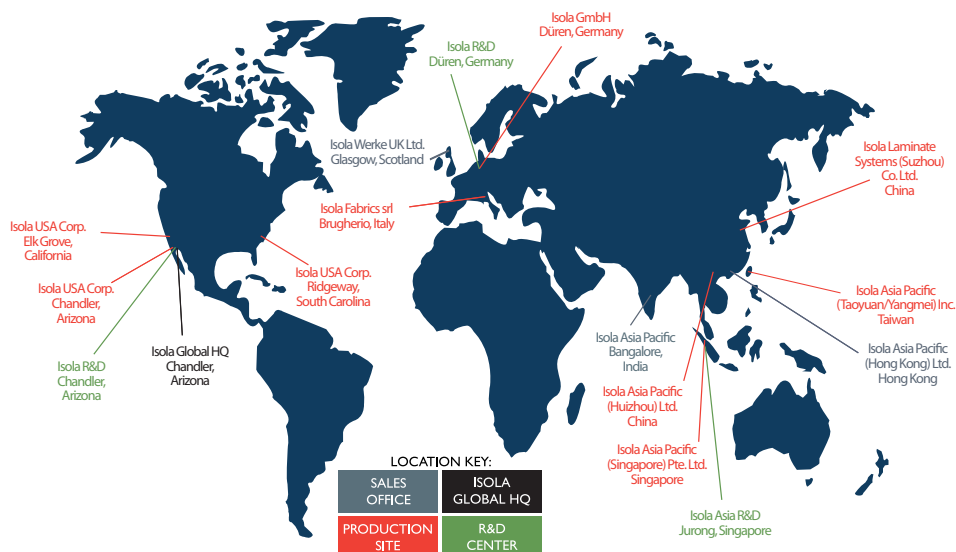 Isola GmbH
Düren, Germany
Isola R&D
Düren, Germany
Isola Werke UK Ltd.
Glasgow, Scotland
Isola Laminate
Systems (Suzhou)
Co. Ltd.
China
Isola Fabrics srl
Brugherio, Italy
Isola USA Corp.
Elk Grove,
California
Isola USA Corp.
Ridgeway,
South Carolina
Isola USA Corp.
Chandler,
Arizona
Isola Asia Pacific
(Taoyuan/Yangmei) Inc.
Taiwan
Isola Global HQ
Chandler,
Arizona
Isola R&D
Chandler,
Arizona
Isola Asia Pacific
Bangalore,
India
Isola Asia Pacific
(Hong Kong) Ltd.
Hong Kong
Isola Asia Pacific
(Huizhou) Ltd.
China
Isola Asia Pacific
(Singapore) Pte. Ltd.
Singapore
Isola Asia R&D
Jurong, Singapore
LOCATION KEY:
SALES
OFFICE
ISOLA
GLOBAL HQ
PRODUCTION
SITE
R&D
CENTER